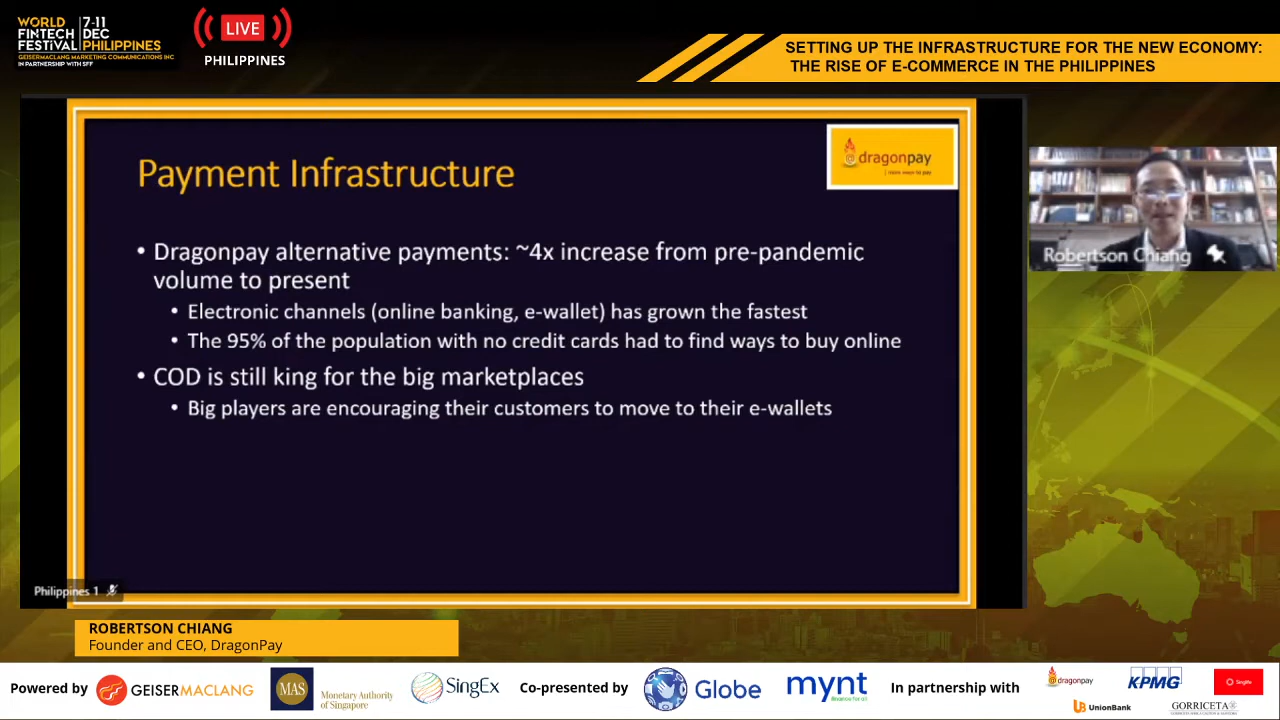 WORLD
FINTECH
FESTIVAL
7-11
DEC
PHILIPPINES
GEISERMACLANG MARKETING COMMUNICATIONS INC
IN PARTNERSHIP WITH SFF
LIVE
PHILIPPINES
SETTING UP THE INFRASTRUCTURE FOR THE NEW ECONOMY:
THE RISE OF E-COMMERCE IN THE PHILIPPINES
Payment Infrastructure
dragonpay
• Dragonpay alternative payments: ~4x increase from pre-pandemic
volume to present
• Electronic channels (online banking, e-wallet) has grown the fastest
• The 95% of the population with no credit cards had to find ways to buy online
• COD is still king for the big marketplaces
• Big players are encouraging their customers to move to their e-wallets
Robertson Chiang
Philippines 1
ROBERTSON CHIANG
Founder and CEO, DragonPay
Powered by
GEISERMACLANG
MAS
Monetary Authority
of Singapore
SingEx
Co-presented by
Globe
mynt
In partnership with
dragonpay
KPMG
Singlife
UB UnionBank
GORRICETA